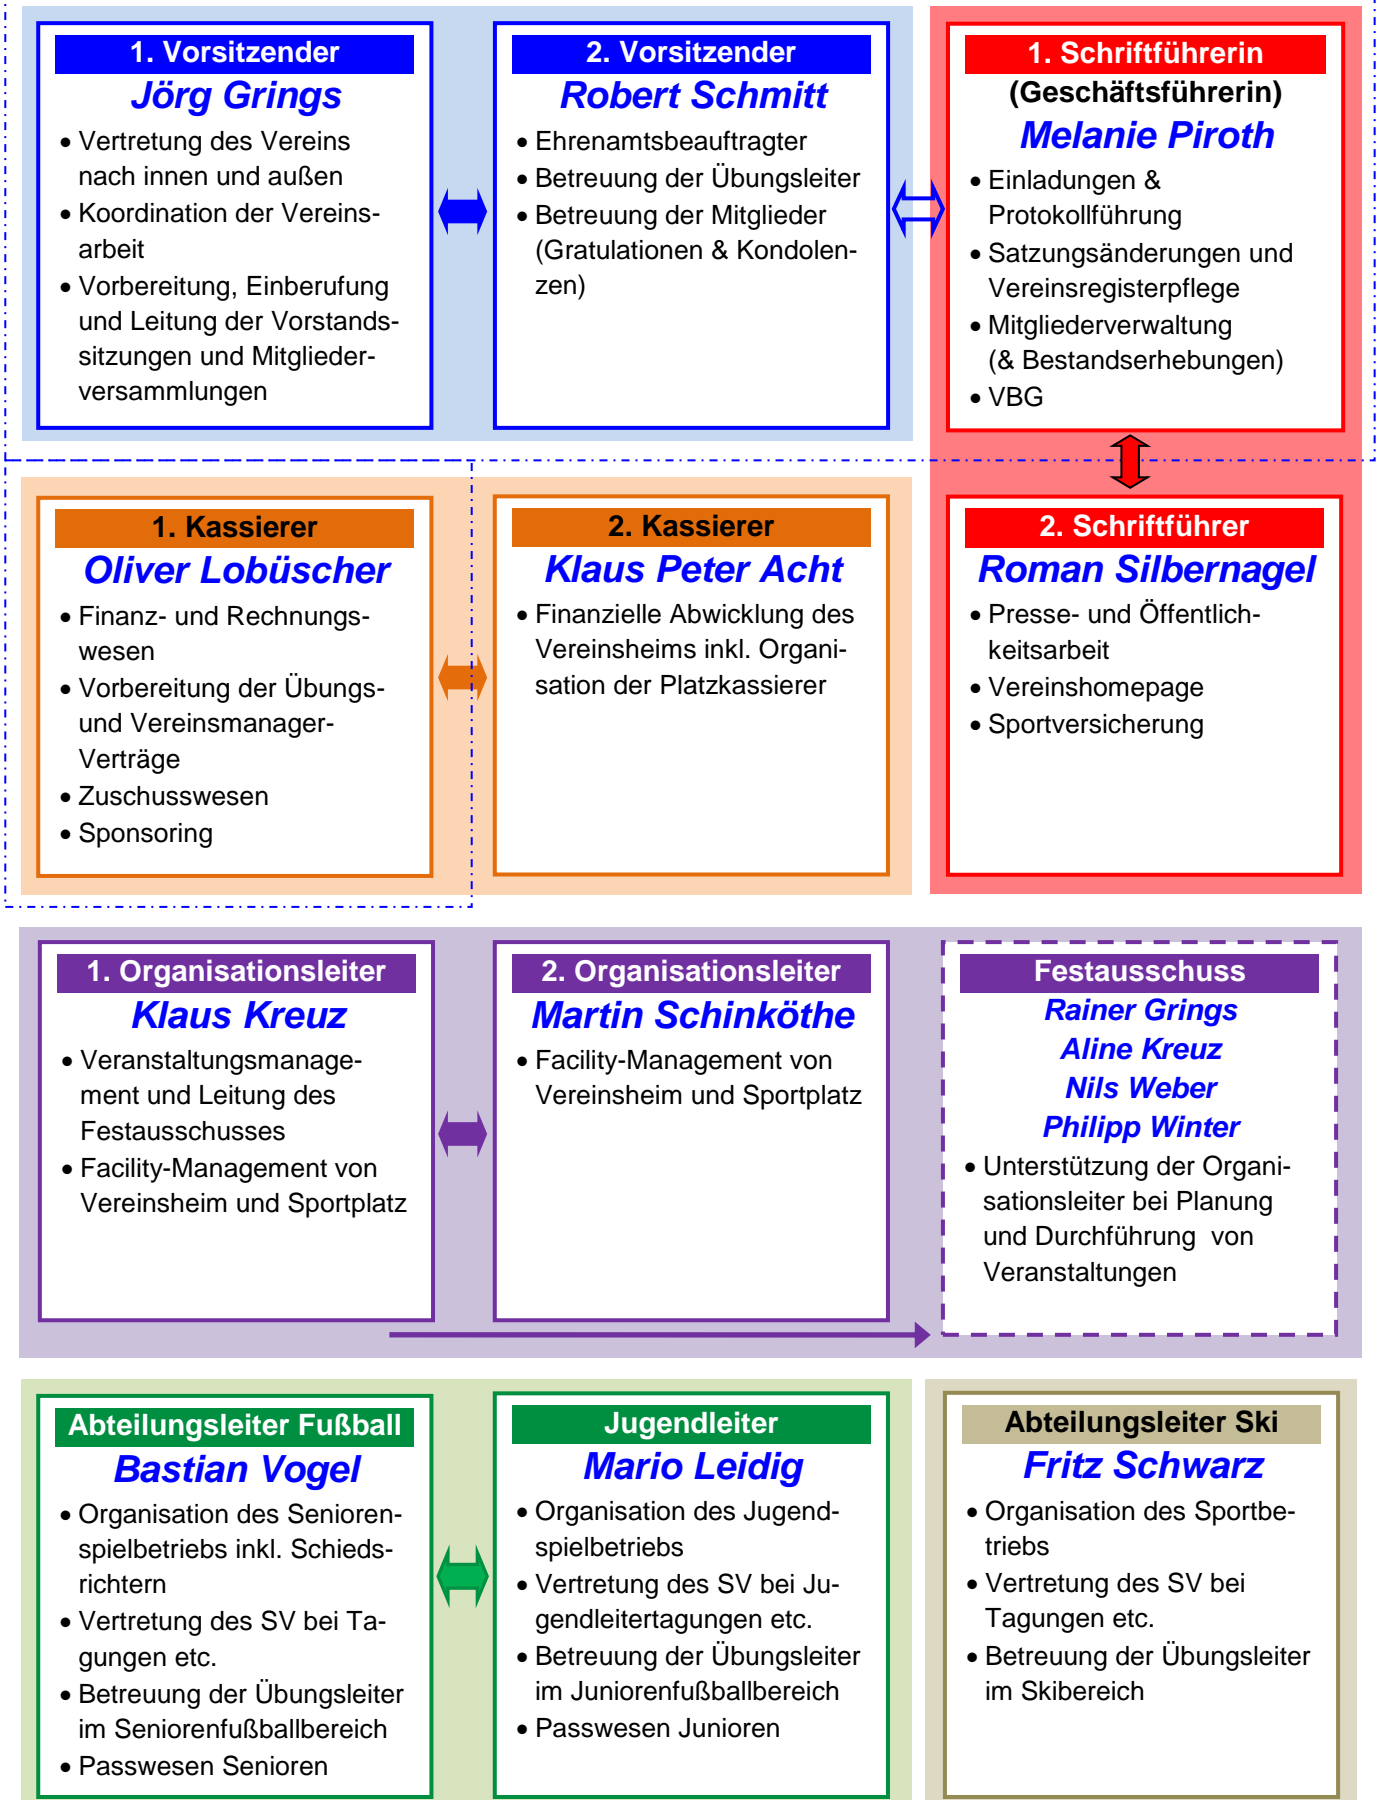 1. Vorsitzender
Jörg Grings
• Vertretung des Vereins
nach innen und außen
• Koordination der Vereins-
arbeit
• Vorbereitung, Einberufung
und Leitung der Vorstands-
sitzungen und Mitglieder-
versammlungen
2. Vorsitzender
Robert Schmitt
• Ehrenamtsbeauftragter
• Betreuung der Übungsleiter
• Betreuung der Mitglieder
(Gratulationen & Kondolen-
zen)
1. Schriftführerin
(Geschäftsführerin)
Melanie Piroth
• Einladungen &
Protokollführung
• Satzungsänderungen und
Vereinsregisterpflege
• Mitgliederverwaltung
(& Bestandserhebungen)
• VBG
1. Kassierer
Oliver Lobüscher
• Finanz- und Rechnungs-
wesen
• Vorbereitung der Übungs-
und Vereinsmanager-
Verträge
• Zuschusswesen
• Sponsoring
2. Kassierer
Klaus Peter Acht
• Finanzielle Abwicklung des
Vereinsheims inkl. Organi-
sation der Platzkassierer
2. Schriftführer
Roman Silbernagel
• Presse- und Öffentlich-
keitsarbeit
• Vereinshomepage
• Sportversicherung
1. Organisationsleiter
Klaus Kreuz
• Veranstaltungsmanage-
ment und Leitung des
Festausschusses
• Facility-Management von
Vereinsheim und Sportplatz
2. Organisationsleiter
Martin Schinköthe
• Facility-Management von
Vereinsheim und Sportplatz
Festausschuss
Rainer Grings
Aline Kreuz
Nils Weber
Philipp Winter
• Unterstützung der Organi-
sationsleiter bei Planung
und Durchführung von
Veranstaltungen
Abteilungsleiter Fußball
Bastian Vogel
• Organisation des Senioren-
spielbetriebs inkl. Schieds-
richtern
• Vertretung des SV bei Ta-
gungen etc.
• Betreuung der Übungsleiter
im Seniorenfußballbereich
• Passwesen Senioren
Jugendleiter
Mario Leidig
• Organisation des Jugend-
spielbetriebs
• Vertretung des SV bei Ju-
gendleitertagungen etc.
• Betreuung der Übungsleiter
im Juniorenfußballbereich
• Passwesen Junioren
Abteilungsleiter Ski
Fritz Schwarz
• Organisation des Sportbe-
triebs
• Vertretung des SV bei
Tagungen etc.
• Betreuung der Übungsleiter
im Skibereich